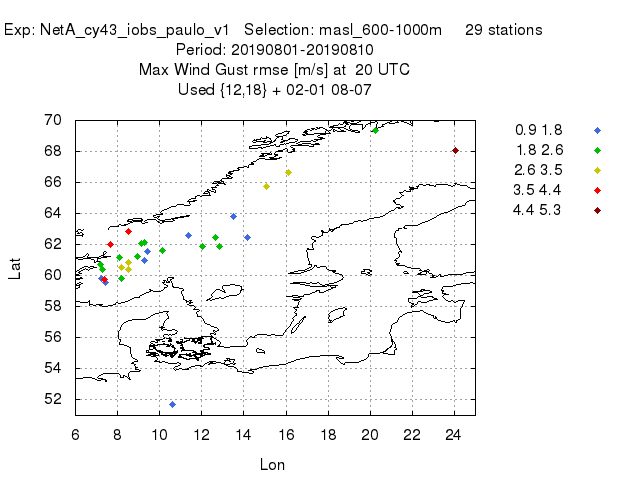 Exp: NetA_cy43_iobs_paulo_v1 Selection: masl_600-1000m 29 stations
Period: 20190801-20190810
Max Wind Gust rmse [m/s] at 20 UTC
Used {12,18} + 02-01 08-07
70
68
66
64
62
60
58
56
54
52
Lat
6 8 10 12 14 16 18 20 22 24
Lon
0.9 1.8
1.8 2.6
2.6 3.5
3.5 4.4
4.4 5.3